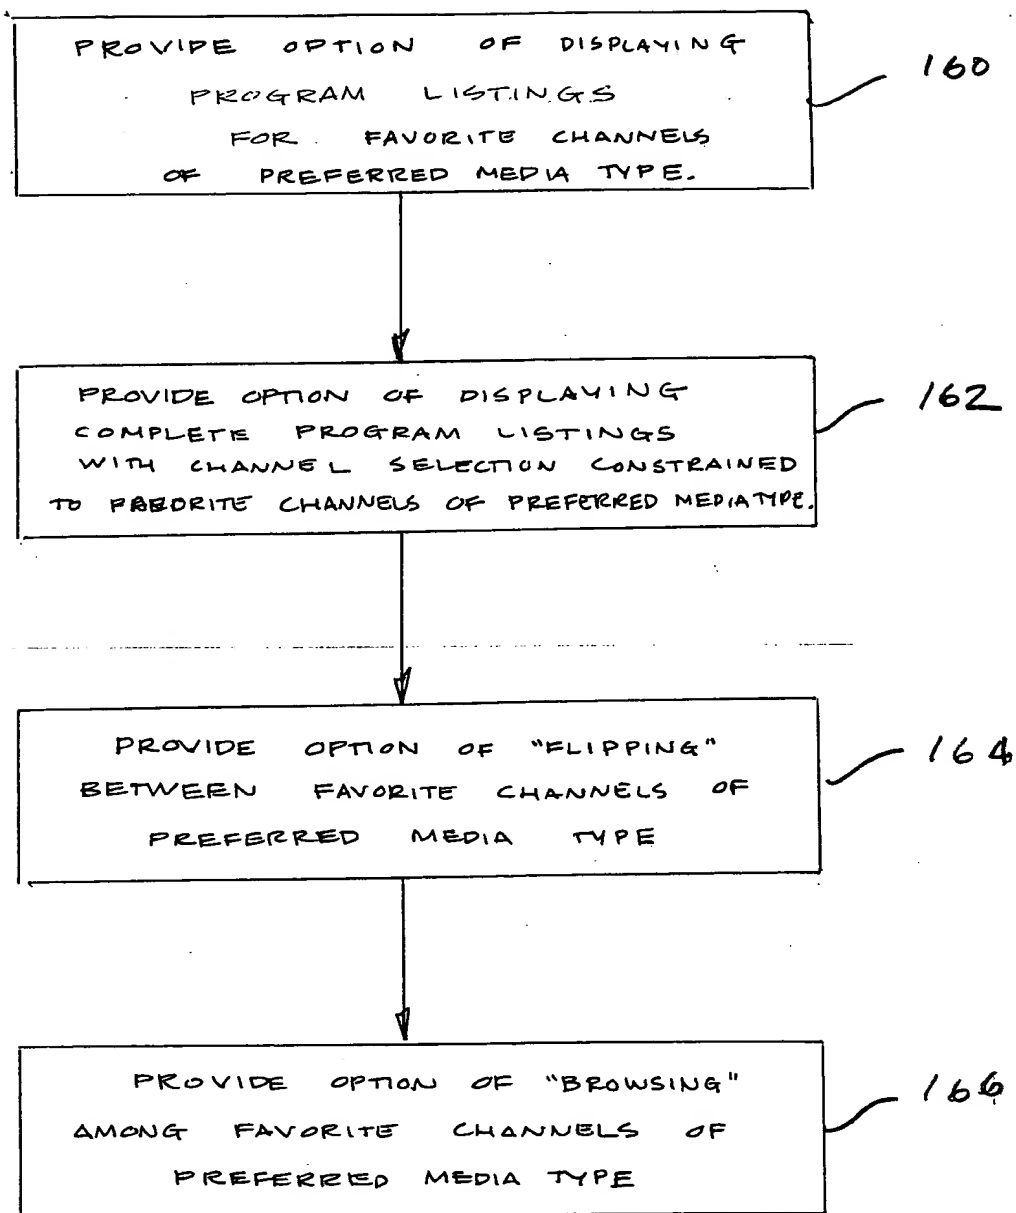 PROVIDE OPTION OF DISPLAYING
PROGRAM LISTINGS
FOR FAVORITE CHANNELS
OF PREFERRED MEDIA TYPE.
160
PROVIDE OPTION OF DISPLAYING
COMPLETE PROGRAM LISTINGS
WITH CHANNEL SELECTION CONSTRAINED
TO CHANNELS OF PREFERRED MEDIA TYPE.
162
PROVIDE OPTION OF "FLIPPING"
BETWEEN FAVORITE CHANNELS OF
PREFERRED MEDIA TYPE
164
PROVIDE OPTION OF "BROWSING"
AMONG FAVORITE CHANNELS OF
PREFERRED MEDIA TYPE
166